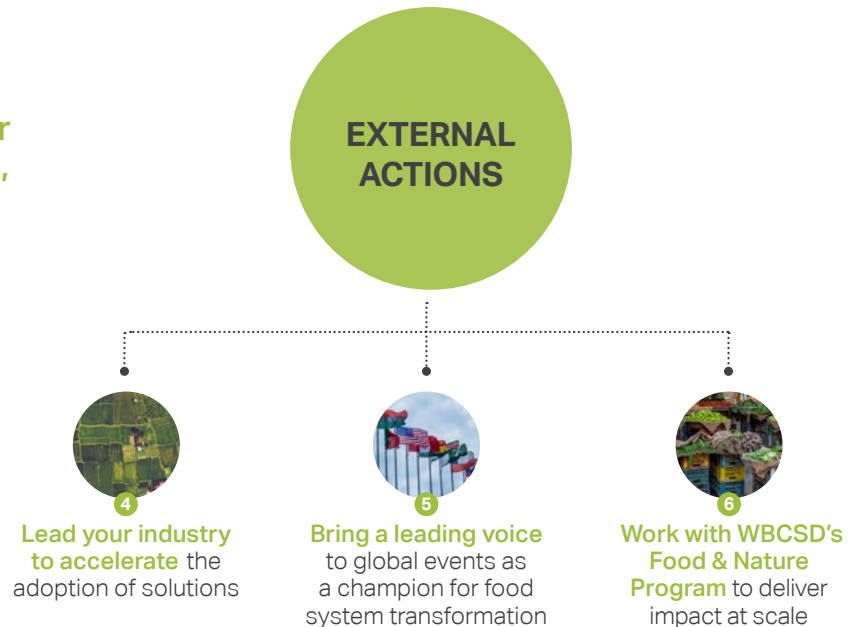 r
,
EXTERNAL
ACTIONS
4
Lead your industry
to accelerate the
adoption of solutions
5
Bring a leading voice
to global events as
a champion for food
system transformation
6
Work with WBCSD's
Food & Nature
Program to deliver
impact at scale